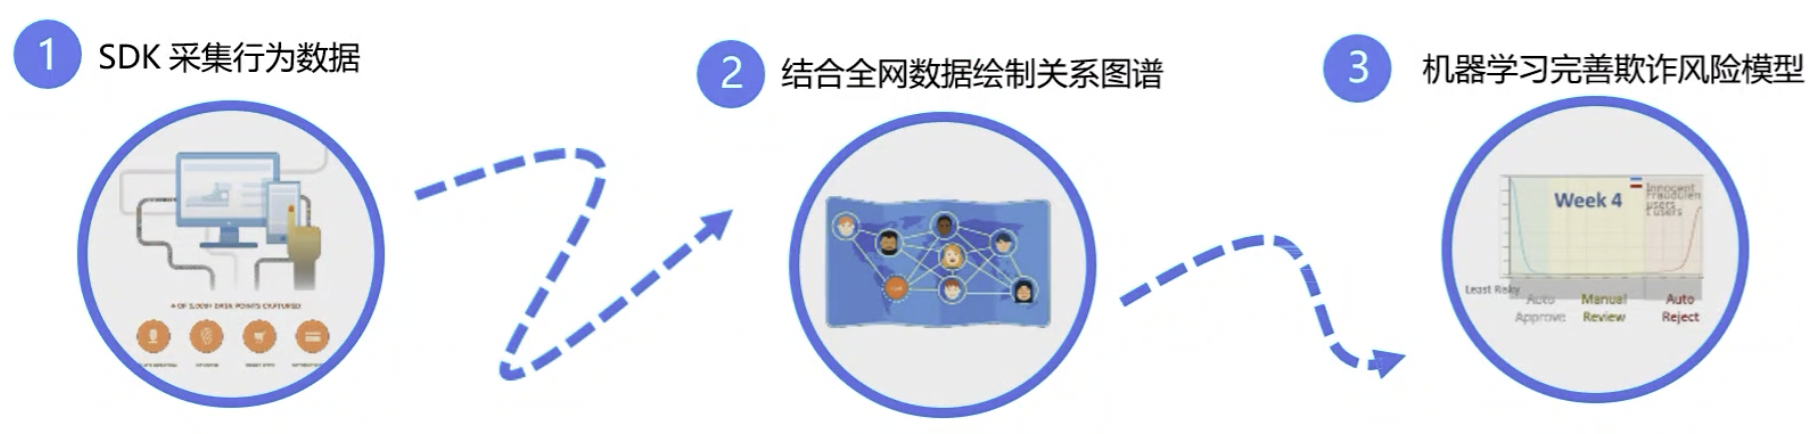 1 SDK 采集行为数据
2 结合全网数据绘制关系图谱
3 机器学习完善欺诈风险模型
4 OF 5,000+ DATA POINTS CAPTURED
Week 4
Innocent
users
Least Risky
Auto
Approve
Manual
Review
Auto
Reject